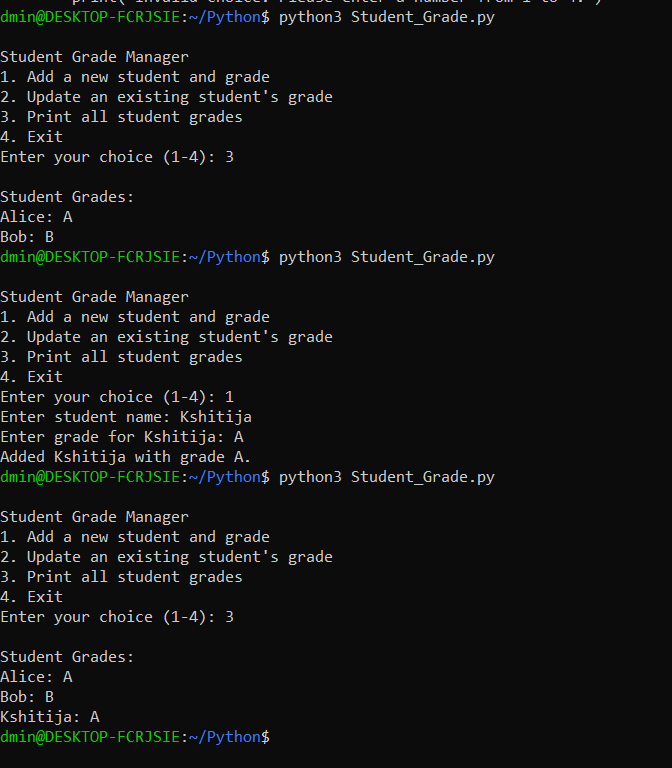 dmin@DESKTOP-FCRJSIE:~/Python$ python3 Student_Grade.py
Student Grade Manager
1. Add a new student and grade
2. Update an existing student's grade
3. Print all student grades
4. Exit
Enter your choice (1-4): 3
Student Grades:
Alice: A
Bob: B
dmin@DESKTOP-FCRJSIE:~/Python$ python3 Student_Grade.py
Student Grade Manager
1. Add a new student and grade
2. Update an existing student's grade
3. Print all student grades
4. Exit
Enter your choice (1-4): 1
Enter student name: Kshitija
Enter grade for Kshitija: A
Added Kshitija with grade A.
dmin@DESKTOP-FCRJSIE:~/Python$ python3 Student_Grade.py
Student Grade Manager
1. Add a new student and grade
2. Update an existing student's grade
3. Print all student grades
4. Exit
Enter your choice (1-4): 3
Student Grades:
Alice: A
Bob: B
Kshitija: A
dmin@DESKTOP-FCRJSIE:~/Python$